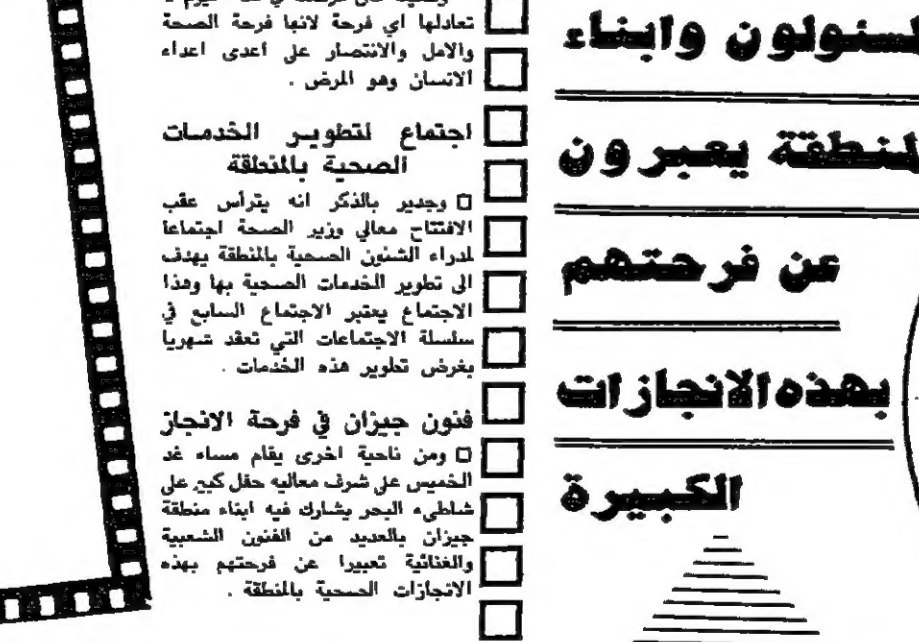 المسئولون وابناء
المنطقة يعبرون
عن فرحتهم
بهذه الانجازات
الكبيرة
تعادلها اي فرحة لانها فرحة الصحة
والامل والانتصار على اعدى اعداء
الانسان وهو المرض .
اجتماع لتطوير الخدمات
الصحية بالمنطقة
وجدير بالذكر انه يترأس عقب
الافتتاح معالي وزير الصحة اجتماعا
لمدراء الشئون الصحية بالمنطقة يهدف
الى تطوير الخدمات الصحية بها وهذا
الاجتماع يعتبر الاجتماع السابع في
سلسلة الاجتماعات التي تعقد شهريا
بغرض تطوير هذه الخدمات .
فنون جيزان في فرحة الانجاز
ومن ناحية اخرى يقام مساء غد
الخميس على شرف معاليه حفل كبير على
شاطىء البحر يشارك فيه ابناء منطقة
جيزان بالعديد من الفنون الشعبية
والغنائية تعبيرا عن فرحتهم بهذه
الانجازات الصحية بالمنطقة .